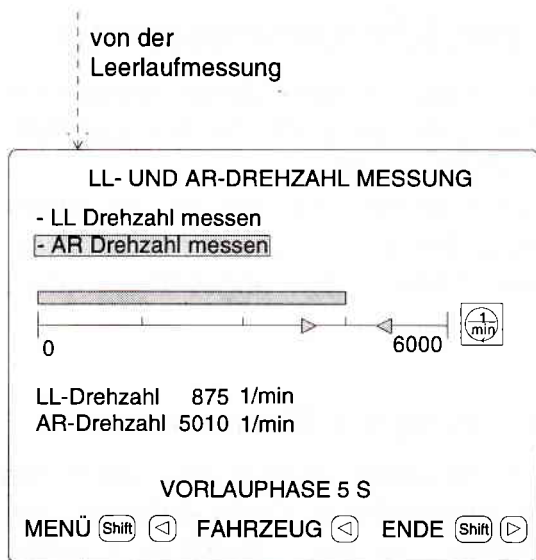 von der
Leerlaufmessung
LL- UND AR-DREHZAHL MESSUNG
- LL Drehzahl messen
- AR Drehzahl messen
0 6000 1/min
LL-Drehzahl 875 1/min
AR-Drehzahl 5010 1/min
VORLAUPHASE 5 S
MENÜ Shift ◁ FAHRZEUG ◁ ENDE Shift ▷